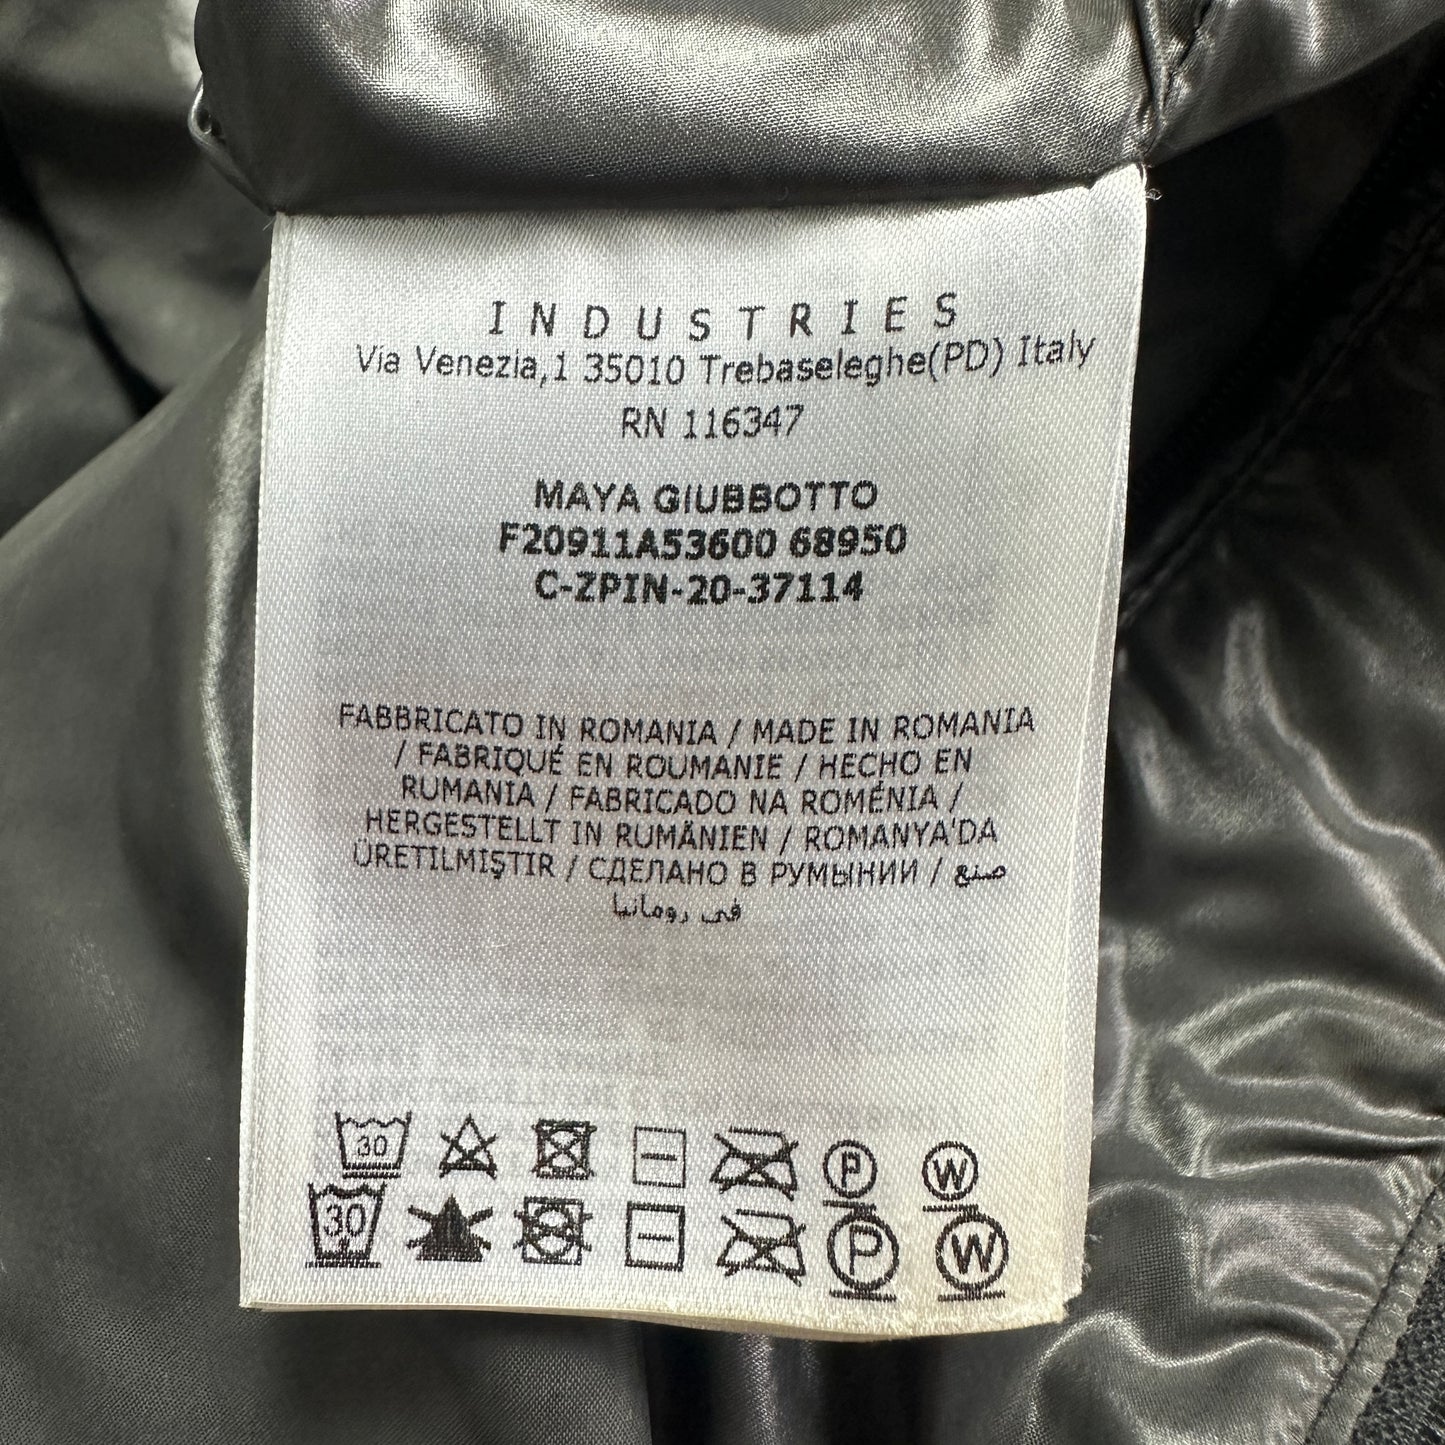 INDUSTRIES
Via Venezia,1 35010 Trebaseleghe(PD) Italy
RN 116347
MAYA GIUBBOTTO
F20911A53600 68950
C-ZPIN-20-37114
FABBRICATO IN ROMANIA / MADE IN ROMANIA
/ FABRIQUÉ EN ROUMANIE / HECHO EN
RUMANIA / FABRICADO NA ROMÉNIA /
HERGESTELLT IN RUMÄNIEN / ROMANYA'DA
ÜRETILMIŞTIR / СДЕЛАНО В РУМЫНИИ / صنع
في رومانيا
30 P W
30 P W